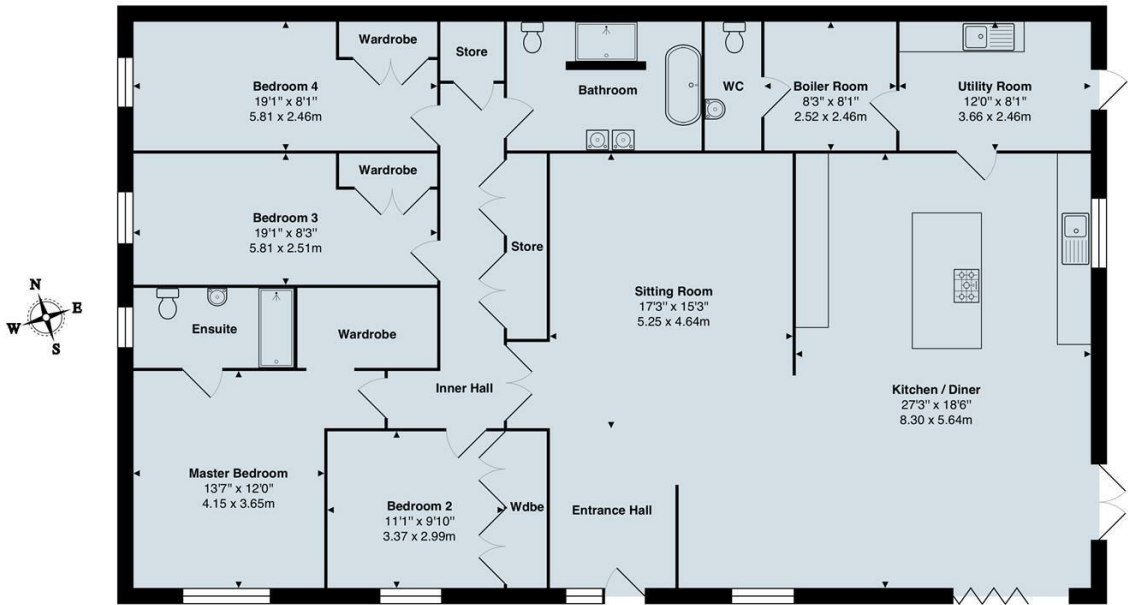 Wardrobe
Store
Bedroom 4
19'1" x 8'1"
5.81 x 2.46m
Bathroom
WC
Boiler Room
8'3" x 8'1"
2.52 x 2.46m
Utility Room
12'0" x 8'1"
3.66 x 2.46m
Wardrobe
Bedroom 3
19'1" x 8'3"
5.81 x 2.51m
Store
Sitting Room
17'3" x 15'3"
5.25 x 4.64m
N
E
W
S
Ensuite
Wardrobe
Inner Hall
Kitchen / Diner
27'3" x 18'6"
8.30 x 5.64m
Master Bedroom
13'7" x 12'0"
4.15 x 3.65m
Bedroom 2
11'1" x 9'10"
3.37 x 2.99m
Wdbe
Entrance Hall